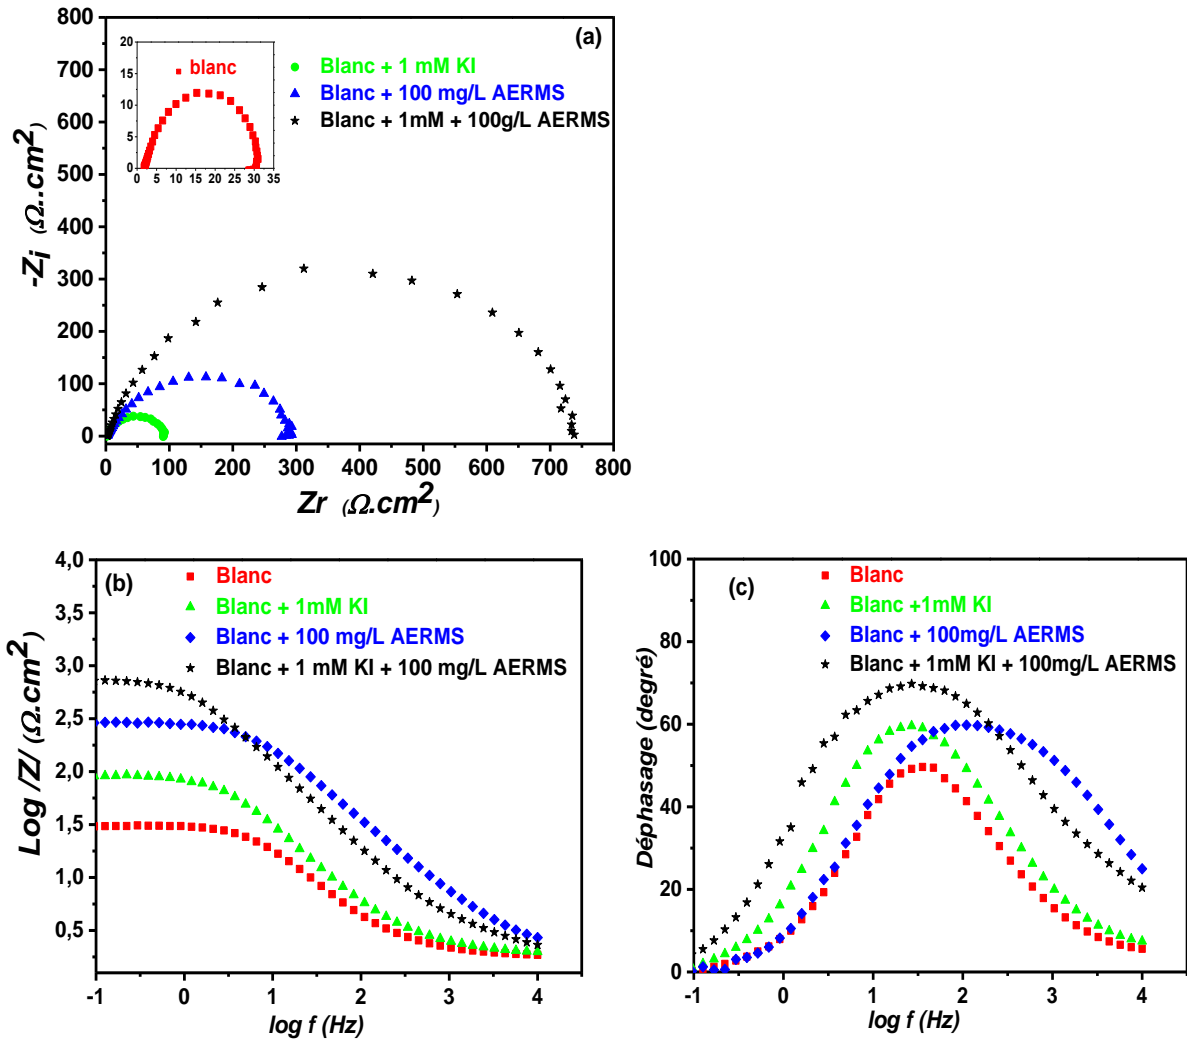 (a)
blanc
Blanc + 1 mM KI
Blanc + 100 mg/L AERMS
Blanc + 1mM + 100g/L AERMS
800
700
600
500
400
300
200
100
0
-Zi (Ω..cm2)
20
15
10
5
0
0 5 10 15 20 25 30 35
0 100 200 300 400 500 600 700 800
Zr (Ω.cm2)
(b)
Blanc
Blanc + 1mM KI
Blanc + 100 mg/L AERMS
Blanc + 1 mM KI + 100 mg/L AERMS
4,0
3,5
3,0
2,5
2,0
1,5
1,0
0,5
Log /Z/ (Ω.cm2)
-1 0 1 2 3 4
log f (Hz)
(c)
Blanc
Blanc +1mM KI
Blanc + 100mg/L AERMS
Blanc + 1mM KI + 100mg/L AERMS
100
80
60
40
20
0
Déphasage (degré)
-1 0 1 2 3 4
log f (Hz)